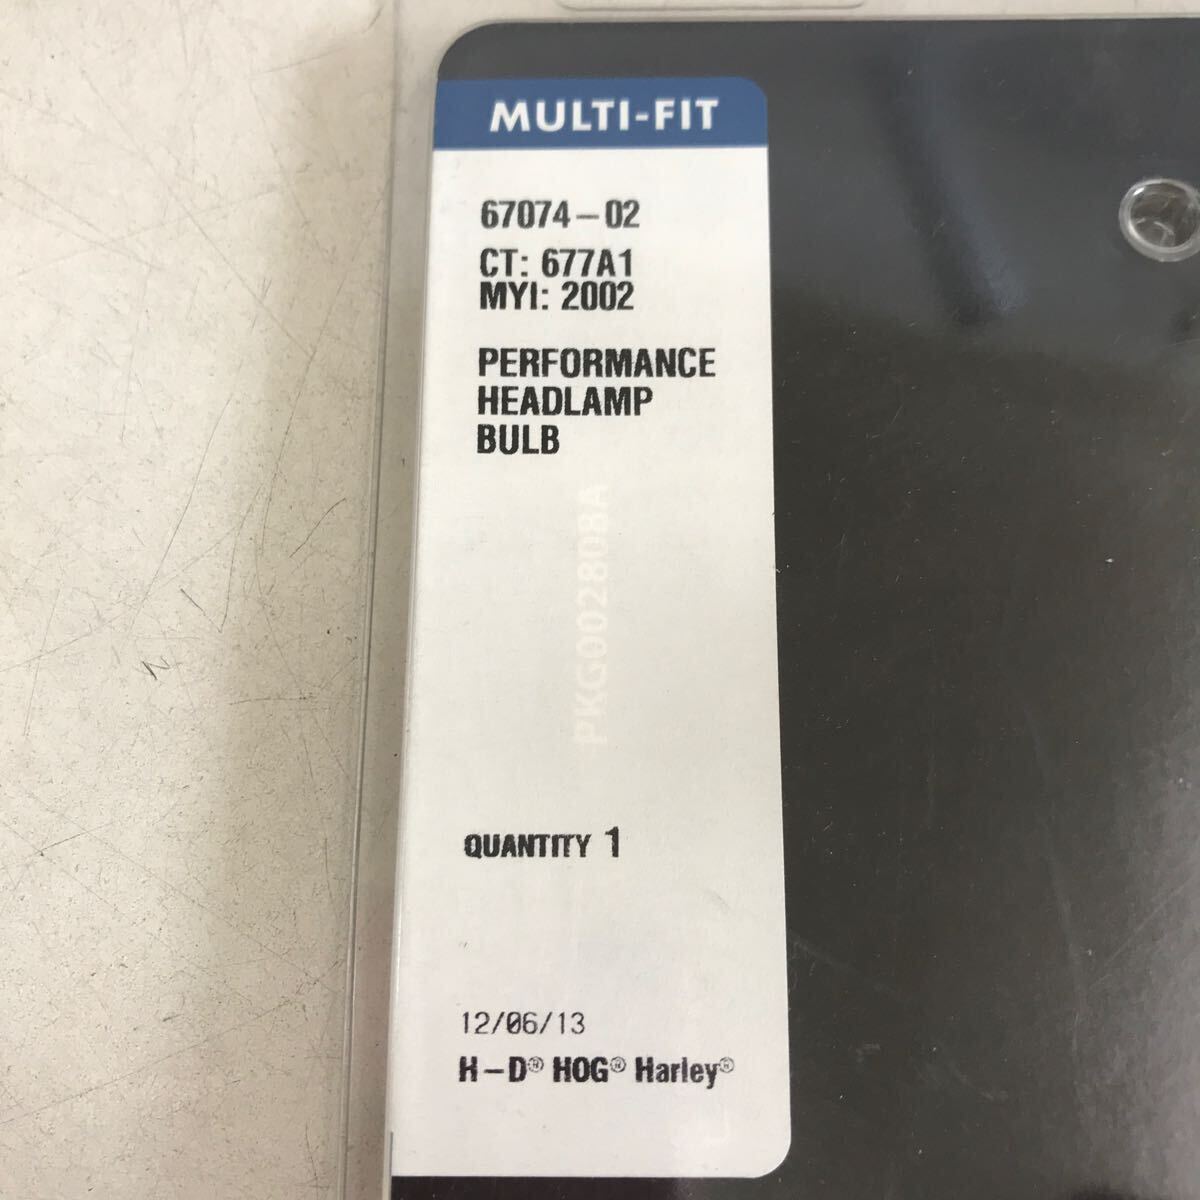 MULTI-FIT
67074-02
CT: 677A1
MYI: 2002
PERFORMANCE
HEADLAMP
BULB
PKG002808A
QUANTITY 1
12/06/13
H-D® HOG® Harley®